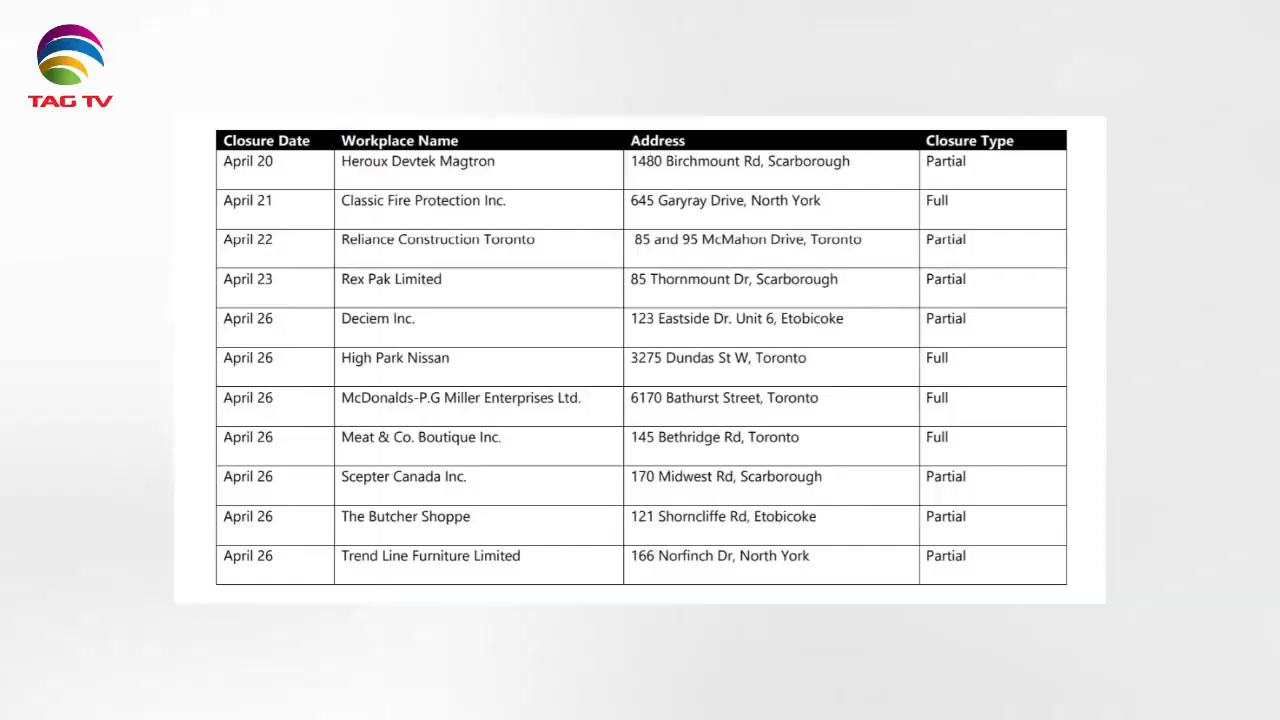 TAG TV
Closure Date Workplace Name Address Closure Type
April 20 Heroux Devtek Magtron 1480 Birchmount Rd, Scarborough Partial
April 21 Classic Fire Protection Inc. 645 Garyray Drive, North York Full
April 22 Reliance Construction Toronto 85 and 95 McMahon Drive, Toronto Partial
April 23 Rex Pak Limited 85 Thornmount Dr, Scarborough Partial
April 26 Deciem Inc. 123 Eastside Dr. Unit 6, Etobicoke Partial
April 26 High Park Nissan 3275 Dundas St W, Toronto Full
April 26 McDonalds-P.G Miller Enterprises Ltd. 6170 Bathurst Street, Toronto Full
April 26 Meat & Co. Boutique Inc. 145 Bethridge Rd, Toronto Full
April 26 Scepter Canada Inc. 170 Midwest Rd, Scarborough Partial
April 26 The Butcher Shoppe 121 Shorncliffe Rd, Etobicoke Partial
April 26 Trend Line Furniture Limited 166 Norfinch Dr, North York Partial